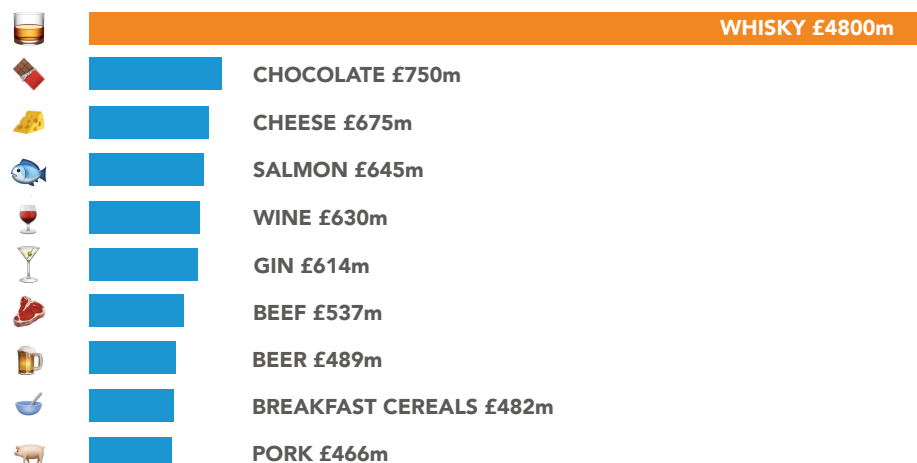 WHISKY £4800m
CHOCOLATE £750m
CHEESE £675m
SALMON £645m
WINE £630m
GIN £614m
BEEF £537m
BEER £489m
BREAKFAST CEREALS £482m
PORK £466m